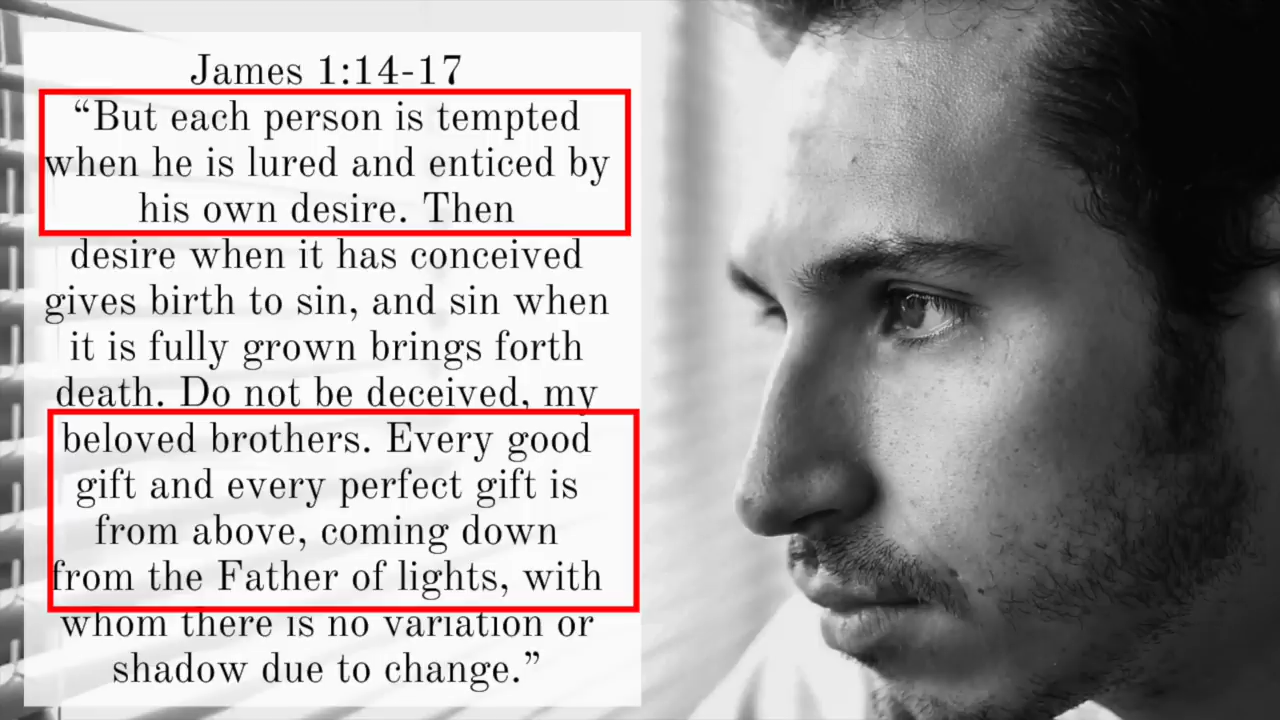 James 1:14-17
“But each person is tempted
when he is lured and enticed by
his own desire. Then
desire when it has conceived
gives birth to sin, and sin when
it is fully grown brings forth
death. Do not be deceived, my
beloved brothers. Every good
gift and every perfect gift is
from above, coming down
from the Father of lights, with
whom there is no variation or
shadow due to change.”